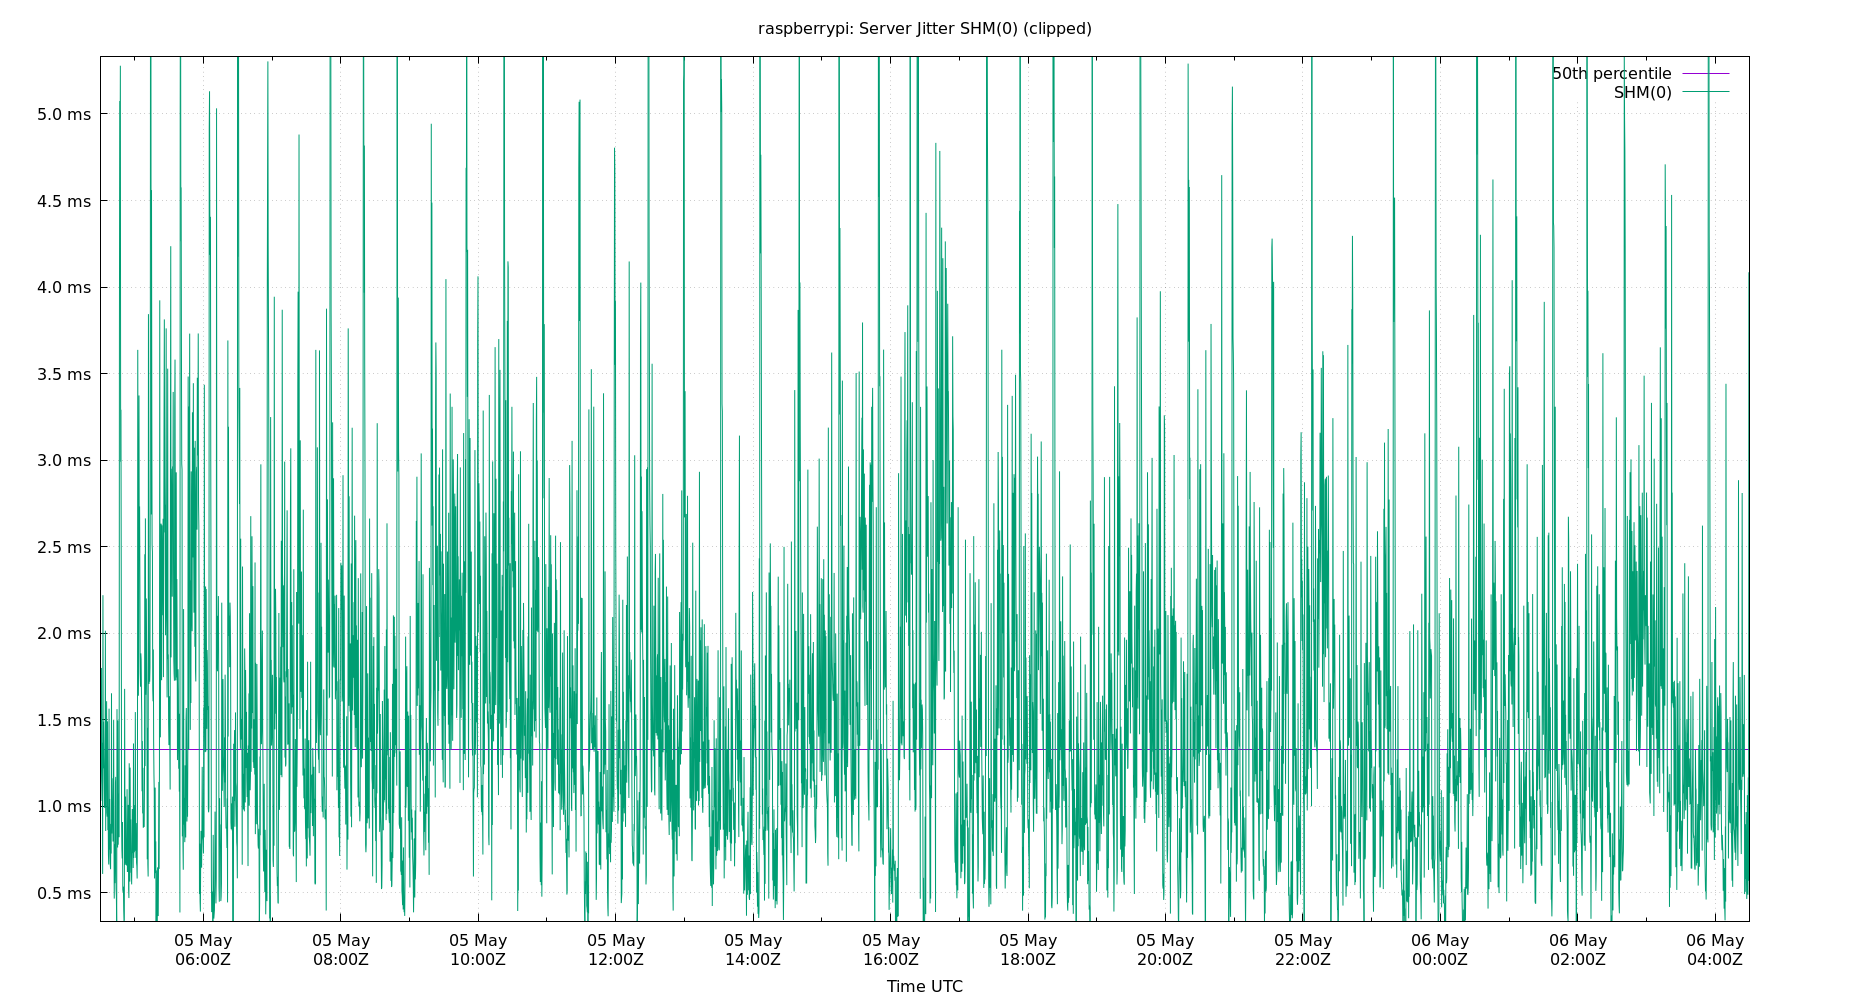 raspberrypi: Server Jitter SHM(0) (clipped)
50th percentile
SHM(0)
5.0 ms
4.5 ms
4.0 ms
3.5 ms
3.0 ms
2.5 ms
2.0 ms
1.5 ms
1.0 ms
0.5 ms
05 May 05 May 05 May 05 May 05 May 05 May 05 May 05 May 05 May 06 May 06 May 06 May
06:00Z 08:00Z 10:00Z 12:00Z 14:00Z 16:00Z 18:00Z 20:00Z 22:00Z 00:00Z 02:00Z 04:00Z
Time UTC